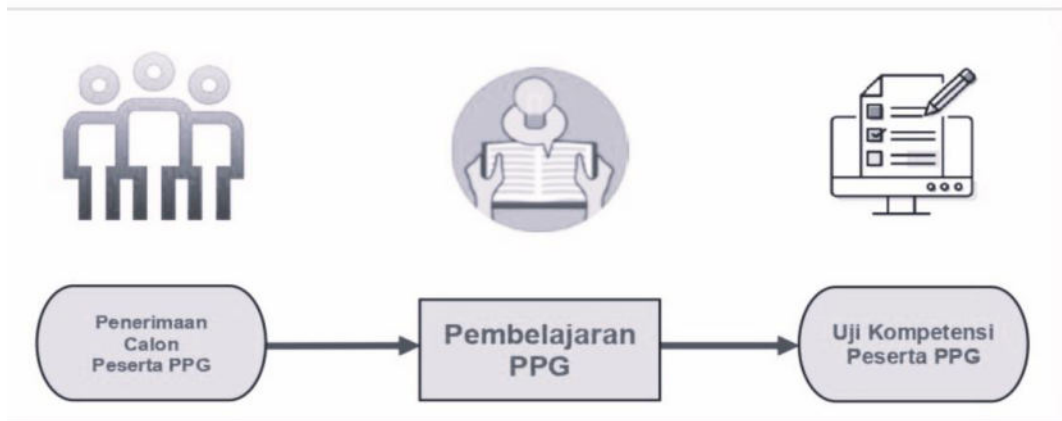 Penerimaan
Calon
Peserta PPG
Pembelajaran
PPG
Uji Kompetensi
Peserta PPG